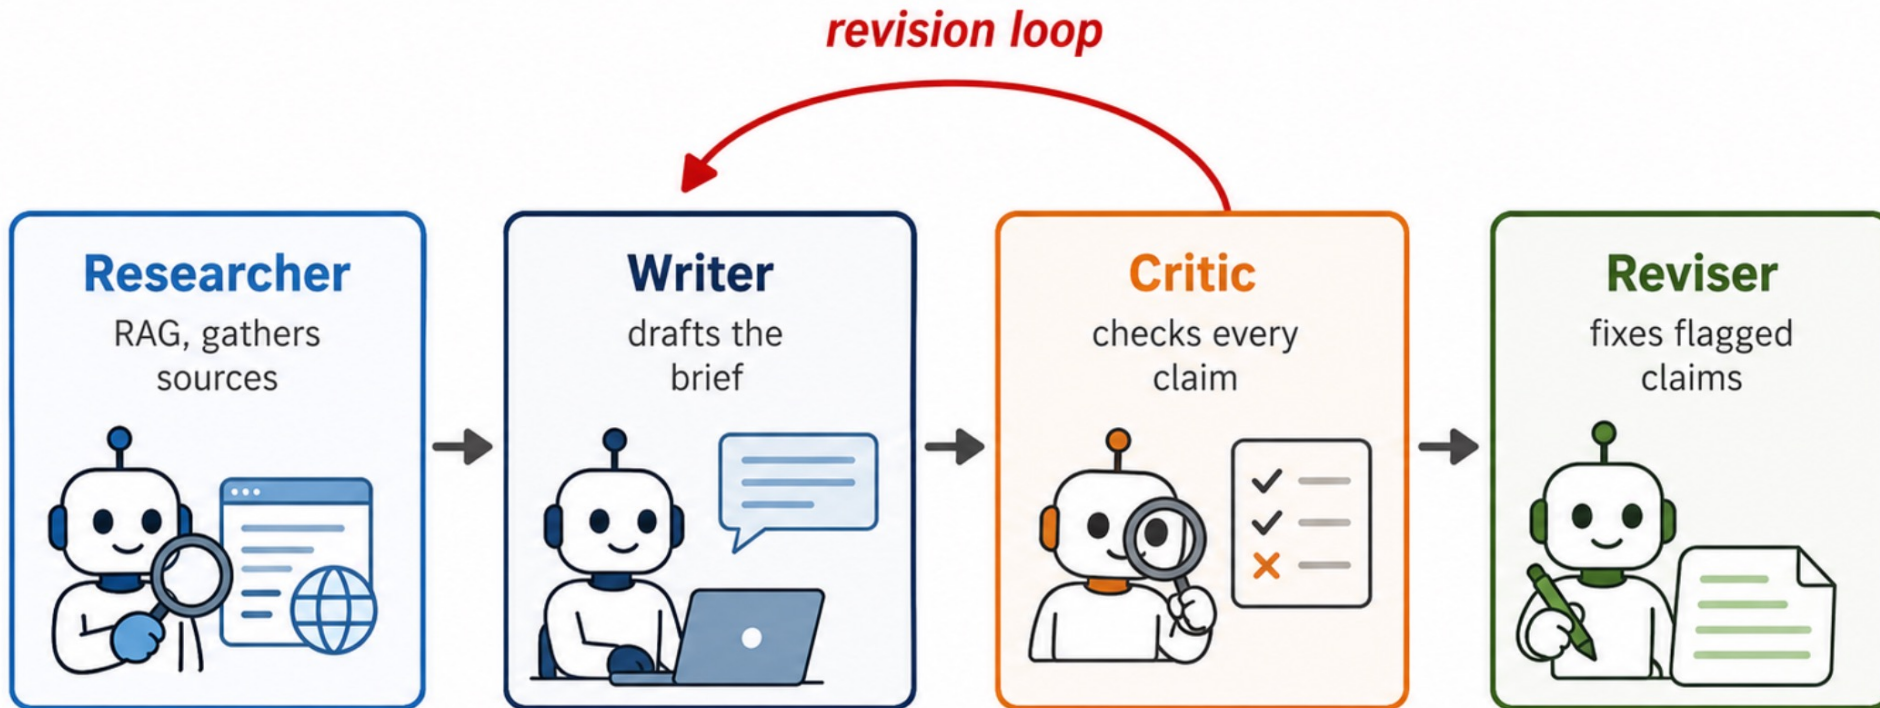 revision loop
Researcher
RAG, gathers
sources
Writer
drafts the
brief
Critic
checks every
claim
Reviser
fixes flagged
claims